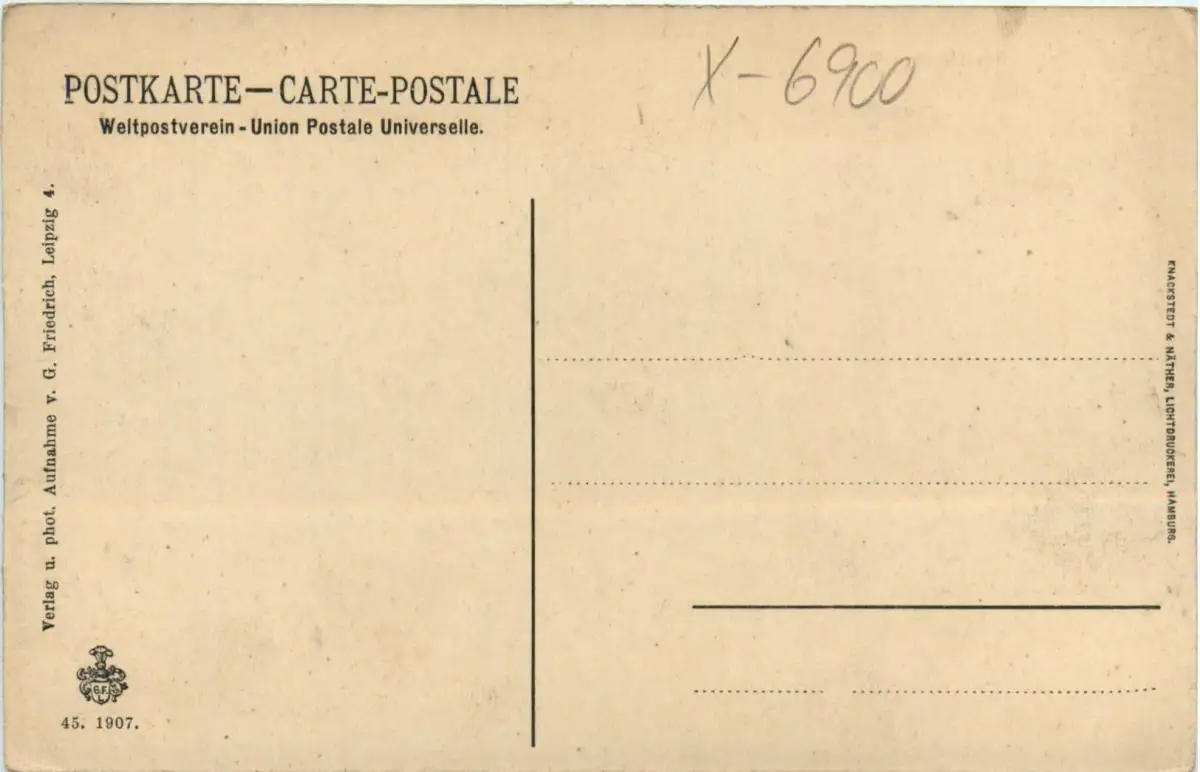 POSTKARTE—CARTE-POSTALE
Weltpostverein - Union Postale Universelle.
X - 6900
Verlag u. phot. Aufnahme v. G. Friedrich, Leipzig 4.
KNACKSTEDT & NÄTHER, LICHTDRUCKEREI, HAMBURG.
G.F.
L.
45. 1907.